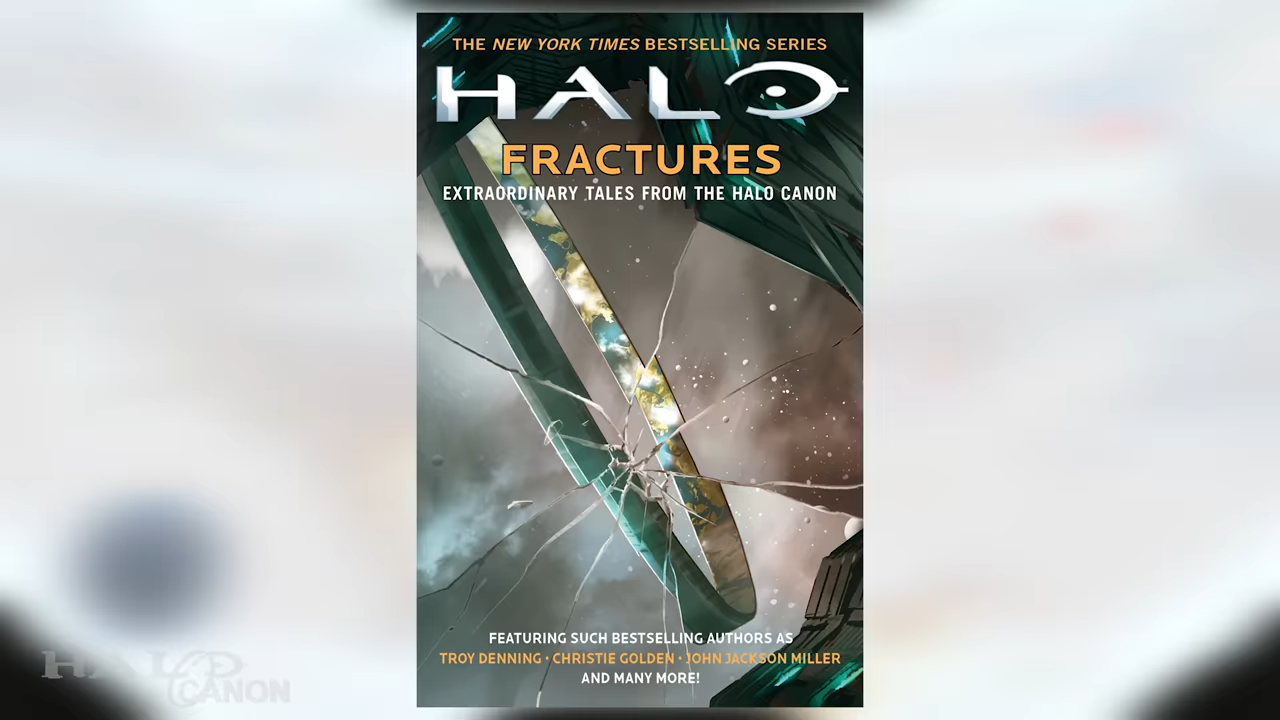 THE NEW YORK TIMES BESTSELLING SERIES
HALO
FRACTURES
EXTRAORDINARY TALES FROM THE HALO CANON
FEATURING SUCH BESTSELLING AUTHORS AS
TROY DENNING · CHRISTIE GOLDEN · JOHN JACKSON MILLER
AND MANY MORE!
HALO
CANON